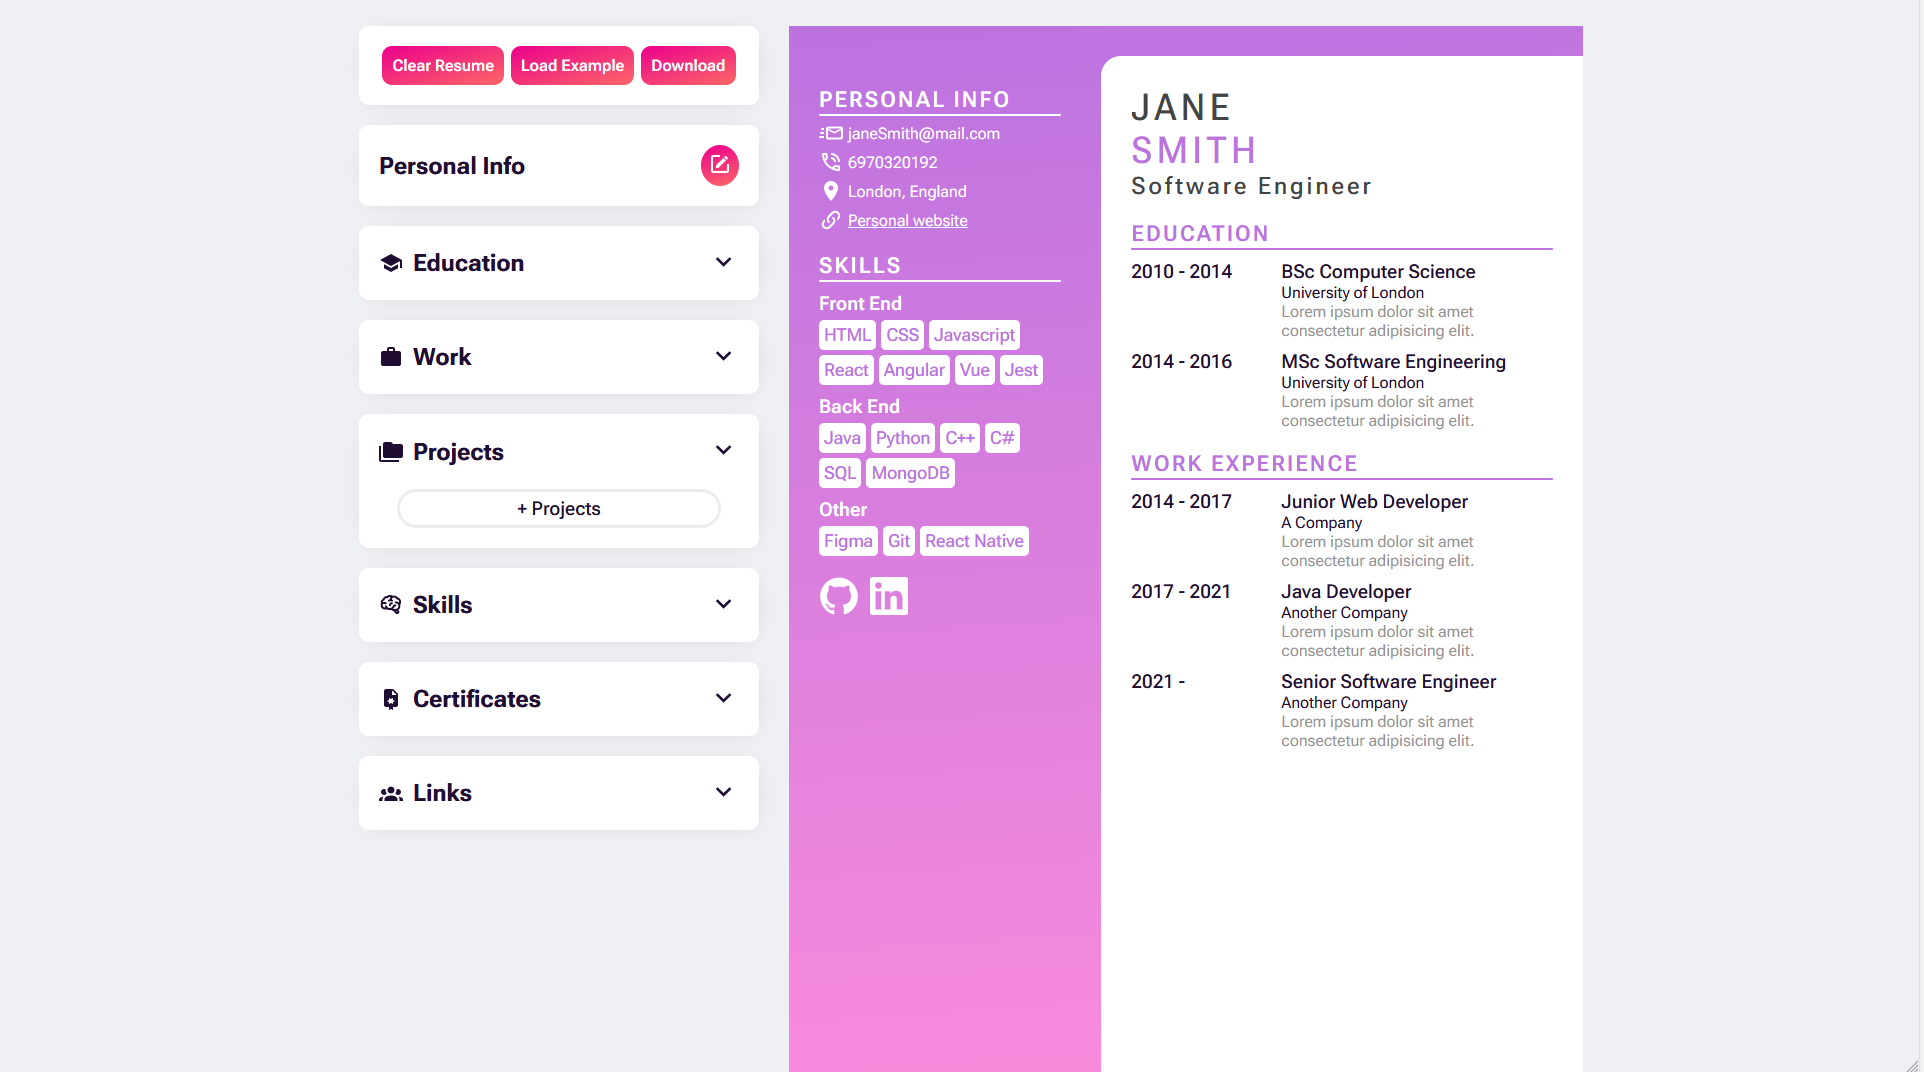 Clear Resume Load Example Download
Personal Info
Education
Work
Projects
+ Projects
Skills
Certificates
Links
PERSONAL INFO
janeSmith@mail.com
6970320192
London, England
Personal website
SKILLS
Front End
HTML CSS Javascript
React Angular Vue Jest
Back End
Java Python C++ C#
SQL MongoDB
Other
Figma Git React Native
in
JANE
SMITH
Software Engineer
EDUCATION
2010 - 2014 BSc Computer Science
University of London
Lorem ipsum dolor sit amet
consectetur adipisicing elit.
2014 - 2016 MSc Software Engineering
University of London
Lorem ipsum dolor sit amet
consectetur adipisicing elit.
WORK EXPERIENCE
2014 - 2017 Junior Web Developer
A Company
Lorem ipsum dolor sit amet
consectetur adipisicing elit.
2017 - 2021 Java Developer
Another Company
Lorem ipsum dolor sit amet
consectetur adipisicing elit.
2021 - Senior Software Engineer
Another Company
Lorem ipsum dolor sit amet
consectetur adipisicing elit.